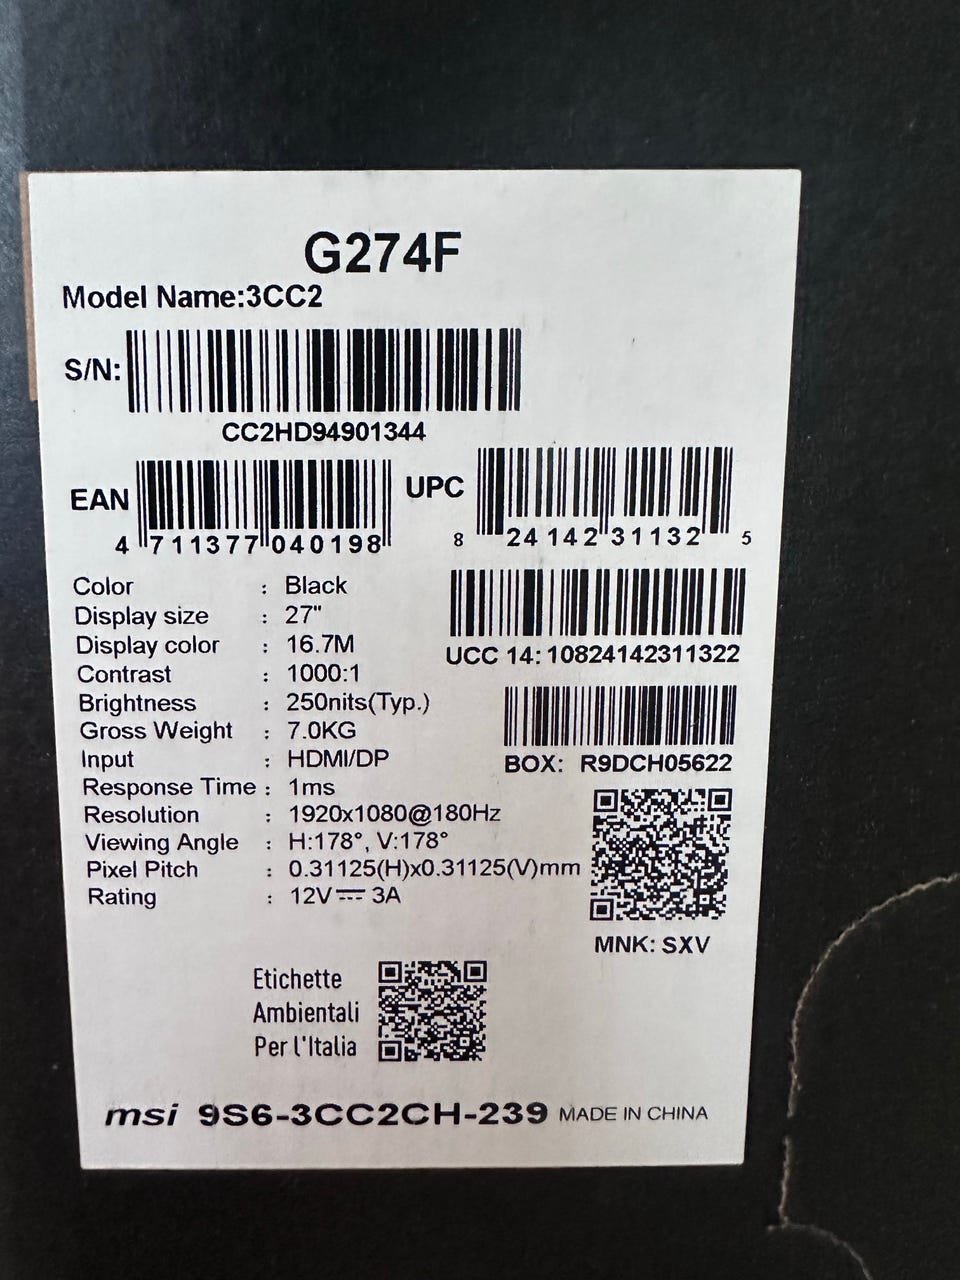 G274F
Model Name:3CC2
S/N:
CC2HD94901344
EAN
4 711377 040198
UPC
8 24142 31132 5
Color : Black
Display size : 27"
Display color : 16.7M
Contrast : 1000:1
Brightness : 250nits(Typ.)
Gross Weight : 7.0KG
Input : HDMI/DP
Response Time : 1ms
Resolution : 1920x1080@180Hz
Viewing Angle : H:178°, V:178°
Pixel Pitch : 0.31125(H)x0.31125(V)mm
Rating : 12V⎓ 3A
UCC 14: 10824142311322
BOX: R9DCH05622
MNK: SXV
Etichette
Ambientali
Per l'Italia
msi 9S6-3CC2CH-239 MADE IN CHINA